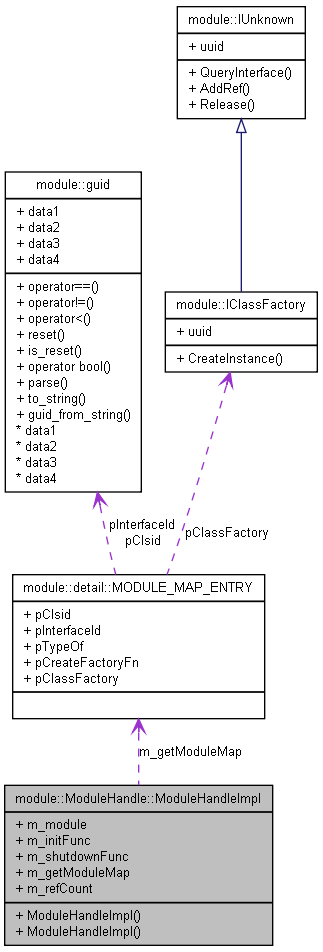 module::IUnknown
+ uuid
+ QueryInterface()
+ AddRef()
+ Release()
module::guid
+ data1
+ data2
+ data3
+ data4
+ operator==()
+ operator!=()
+ operator<()
+ reset()
+ is_reset()
+ operator bool()
+ parse()
+ to_string()
+ guid_from_string()
* data1
* data2
* data3
* data4
module::IClassFactory
+ uuid
+ CreateInstance()
pInterfaceId
pClsid
pClassFactory
module::detail::MODULE_MAP_ENTRY
+ pClsid
+ pInterfaceId
+ pTypeOf
+ pCreateFactoryFn
+ pClassFactory
m_getModuleMap
module::ModuleHandle::ModuleHandleImpl
+ m_module
+ m_initFunc
+ m_shutdownFunc
+ m_getModuleMap
+ m_refCount
+ ModuleHandleImpl()
+ ModuleHandleImpl()